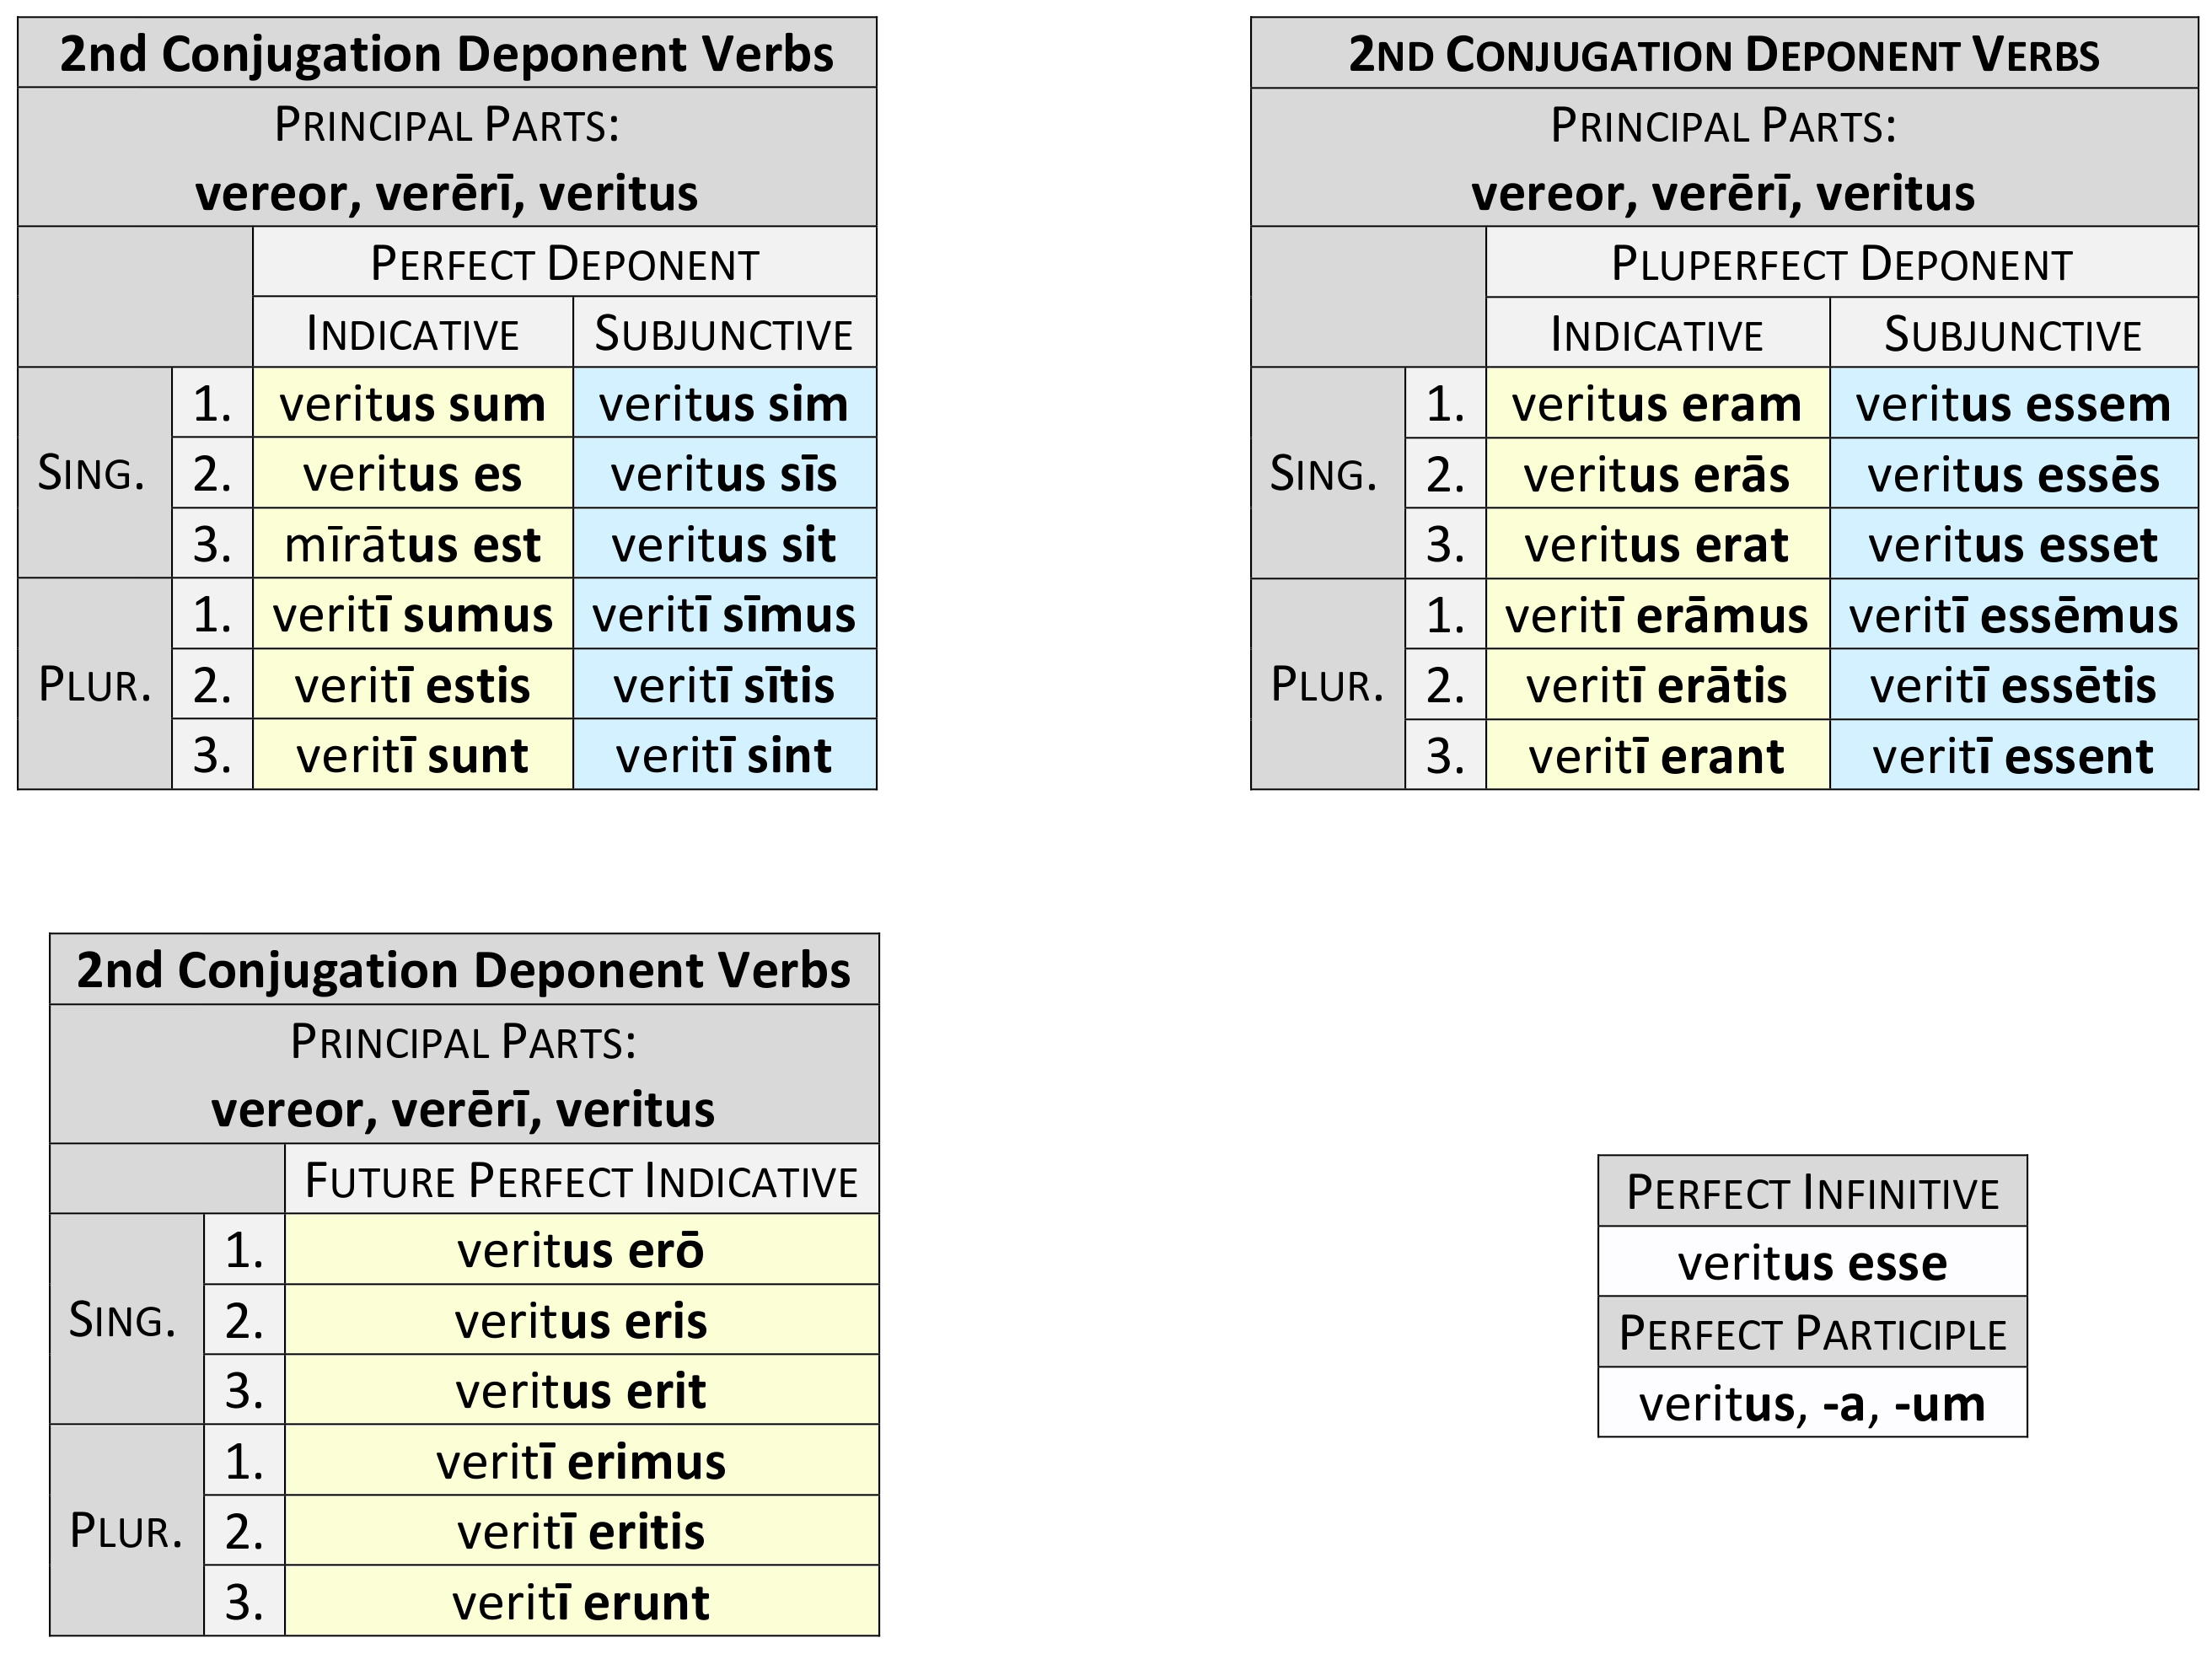 2nd Conjugation Deponent Verbs
PRINCIPAL PARTS:
vereor, verērī, veritus
PERFECT DEPONENT
INDICATIVE SUBJUNCTIVE
SING. 1. veritus sum veritus sim
2. veritus es veritus sīs
3. mīrātus est veritus sit
PLUR. 1. veritī sumus veritī sīmus
2. veritī estis veritī sītis
3. veritī sunt veritī sint
2ND CONJUGATION DEPONENT VERBS
PRINCIPAL PARTS:
vereor, verērī, veritus
PLUPERFECT DEPONENT
INDICATIVE SUBJUNCTIVE
SING. 1. veritus eram veritus essem
2. veritus erās veritus essēs
3. veritus erat veritus esset
PLUR. 1. veritī erāmus veritī essēmus
2. veritī erātis veritī essētis
3. veritī erant veritī essent
2nd Conjugation Deponent Verbs
PRINCIPAL PARTS:
vereor, verērī, veritus
FUTURE PERFECT INDICATIVE
SING. 1. veritus erō
2. veritus eris
3. veritus erit
PLUR. 1. veritī erimus
2. veritī eritis
3. veritī erunt
PERFECT INFINITIVE
veritus esse
PERFECT PARTICIPLE
veritus, -a, -um